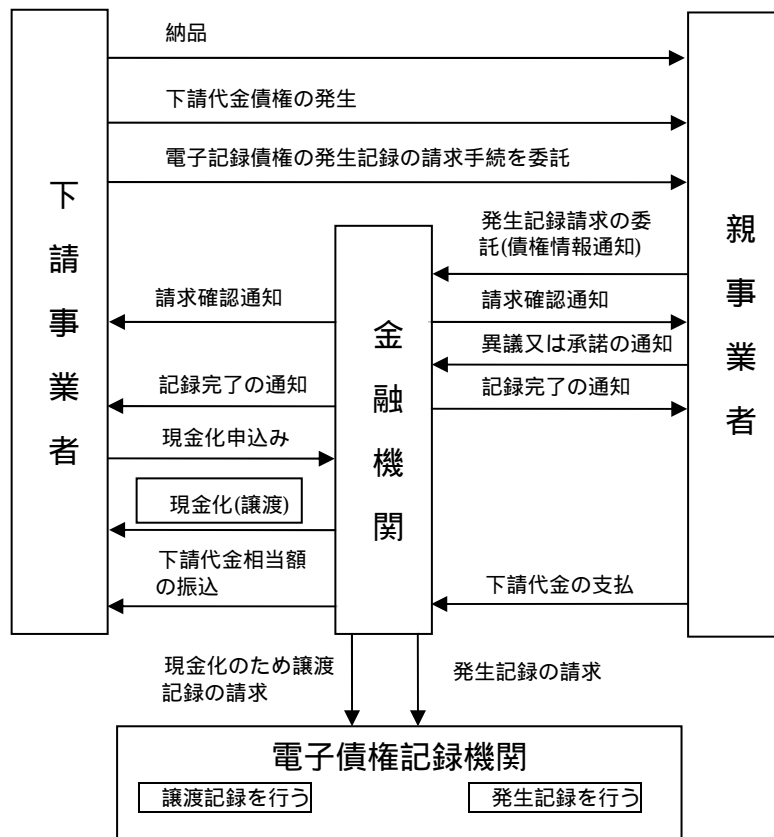 納品
下請代金債権の発生
電子記録債権の発生記録の請求手続を委託
下請事業者
親事業者
金融機関
発生記録請求の委
託(債権情報通知)
請求確認通知
請求確認通知
異議又は承諾の通知
記録完了の通知
記録完了の通知
現金化申込み
現金化(譲渡)
下請代金相当額
の振込
下請代金の支払
現金化のため譲渡
記録の請求
発生記録の請求
電子債権記録機関
譲渡記録を行う
発生記録を行う